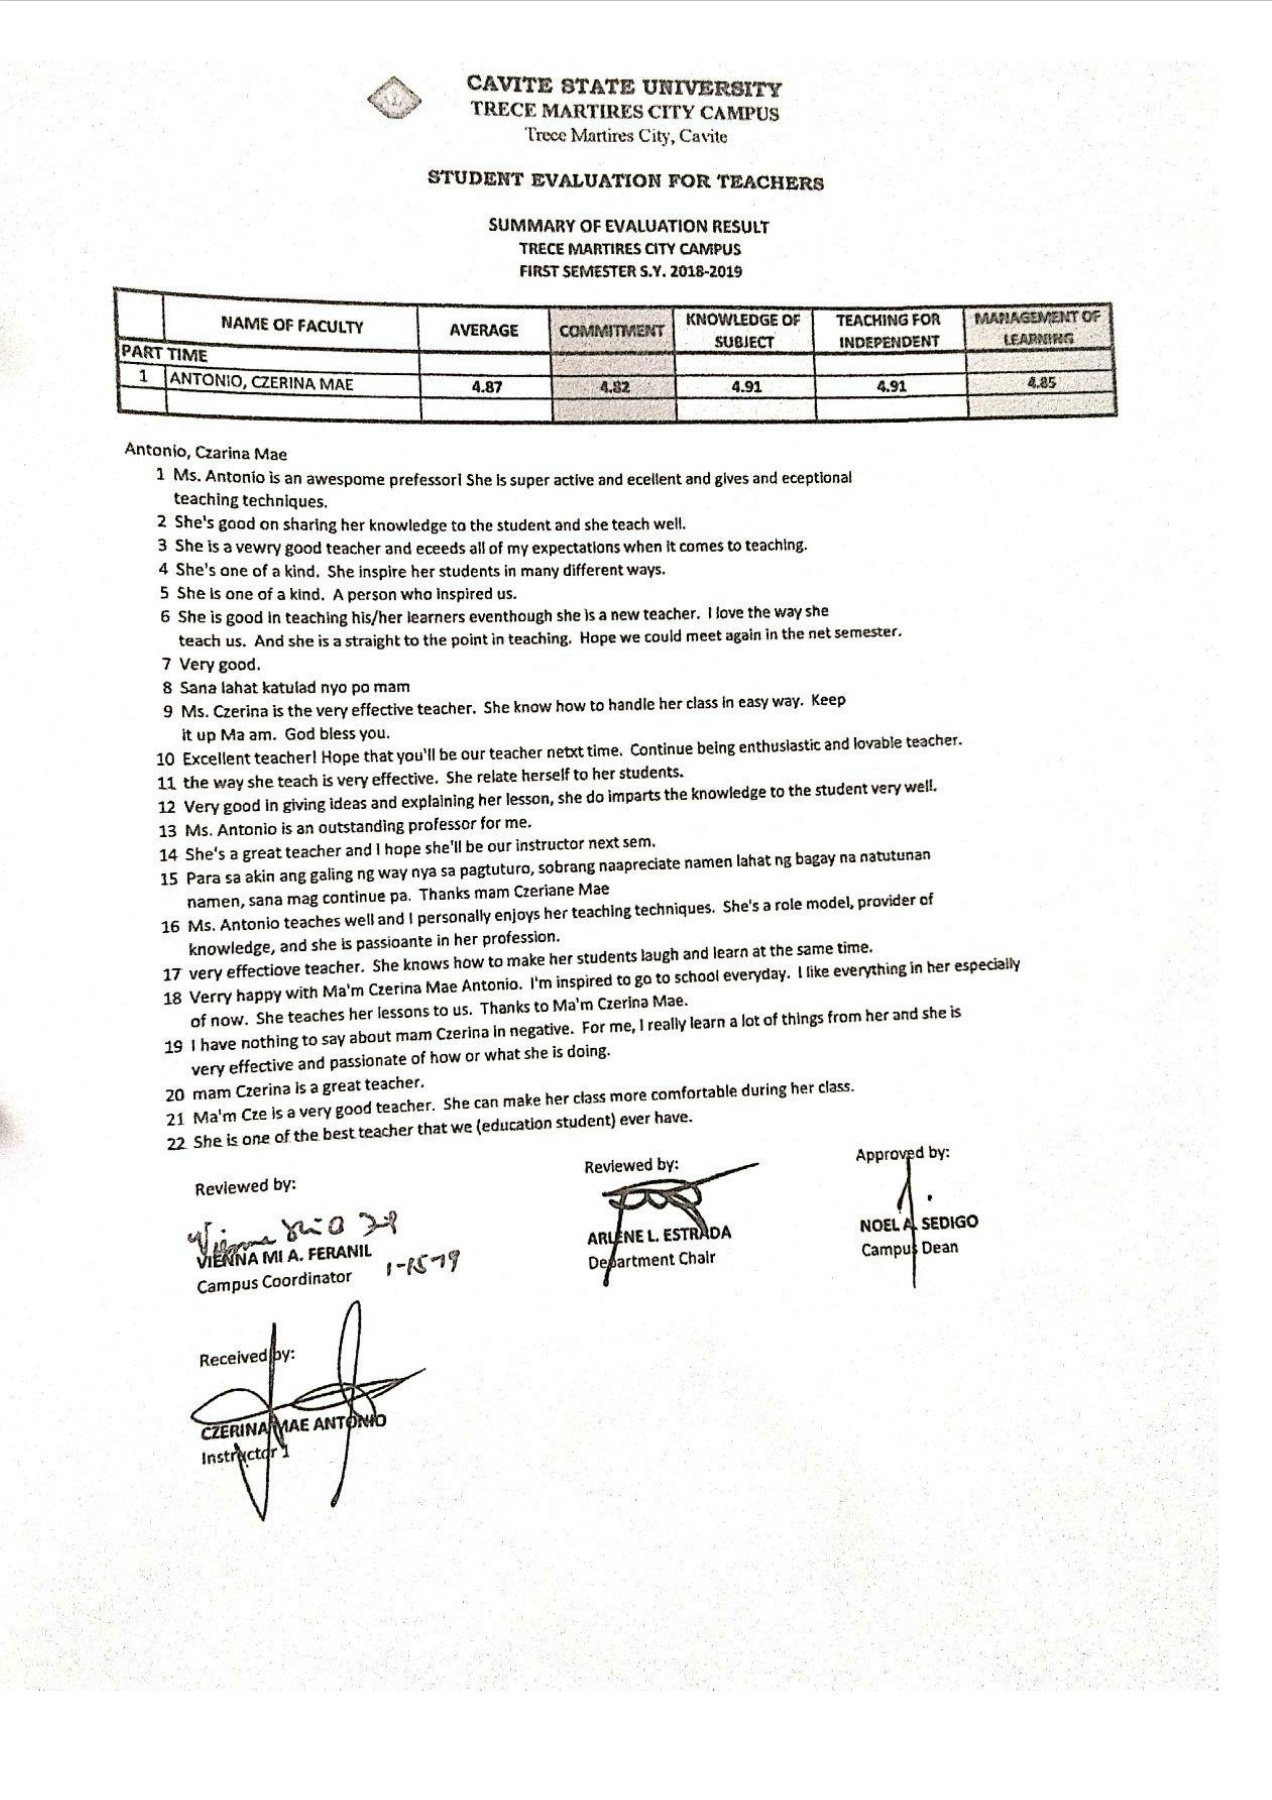 CAVITE STATE UNIVERSITY
TRECE MARTIRES CITY CAMPUS
Trece Martires City, Cavite
STUDENT EVALUATION FOR TEACHERS
SUMMARY OF EVALUATION RESULT
TRECE MARTIRES CITY CAMPUS
FIRST SEMESTER S.Y. 2018-2019
NAME OF FACULTY AVERAGE COMMITMENT KNOWLEDGE OF SUBJECT TEACHING FOR INDEPENDENT MANAGEMENT OF LEARNING
PART TIME
1 ANTONIO, CZERINA MAE 4.87 4.82 4.91 4.91 4.85
Antonio, Czarina Mae
1 Ms. Antonio is an awespome prefessor! She is super active and ecellent and gives and eceptional
teaching techniques.
2 She's good on sharing her knowledge to the student and she teach well.
3 She is a vewry good teacher and eceeds all of my expectations when it comes to teaching.
4 She's one of a kind. She inspire her students in many different ways.
5 She is one of a kind. A person who inspired us.
6 She is good in teaching his/her learners eventhough she is a new teacher. I love the way she
teach us. And she is a straight to the point in teaching. Hope we could meet again in the net semester.
7 Very good.
8 Sana lahat katulad nyo po mam
9 Ms. Czerina is the very effective teacher. She know how to handle her class in easy way. Keep
it up Ma am. God bless you.
10 Excellent teacher! Hope that you'll be our teacher netxt time. Continue being enthusiastic and lovable teacher.
11 the way she teach is very effective. She relate herself to her students.
12 Very good in giving ideas and explaining her lesson, she do imparts the knowledge to the student very well.
13 Ms. Antonio is an outstanding professor for me.
14 She's a great teacher and I hope she'll be our instructor next sem.
15 Para sa akin ang galing ng way nya sa pagtuturo, sobrang naapreciate namen lahat ng bagay na natutunan
namen, sana mag continue pa. Thanks mam Czeriane Mae
16 Ms. Antonio teaches well and I personally enjoys her teaching techniques. She's a role model, provider of
knowledge, and she is passioante in her profession.
17 very effectiove teacher. She knows how to make her students laugh and learn at the same time.
18 Verry happy with Ma'm Czerina Mae Antonio. I'm inspired to go to school everyday. I like everything in her especially
of now. She teaches her lessons to us. Thanks to Ma'm Czerina Mae.
19 I have nothing to say about mam Czerina in negative. For me, I really learn a lot of things from her and she is
very effective and passionate of how or what she is doing.
20 mam Czerina is a great teacher.
21 Ma'm Cze is a very good teacher. She can make her class more comfortable during her class.
22 She is one of the best teacher that we (education student) ever have.
Reviewed by: Reviewed by: Approved by:
VIENNA MI A. FERANIL ARLENE L. ESTRADA NOEL A. SEDIGO
Campus Coordinator 1-15-19 Department Chair Campus Dean
Received by:
CZERINA MAE ANTONIO
Instructor 1